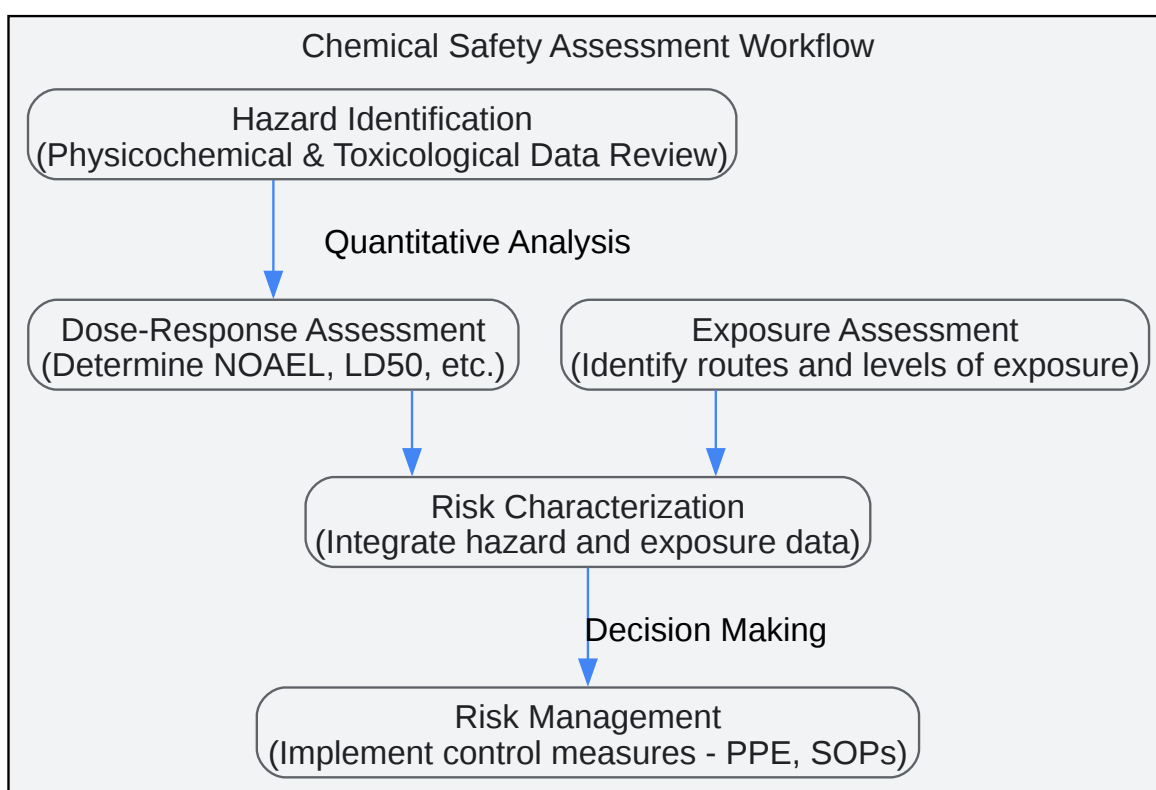 Chemical Safety Assessment Workflow
Hazard Identification
(Physicochemical & Toxicological Data Review)
Quantitative Analysis
Dose-Response Assessment
(Determine NOAEL, LD50, etc.)
Exposure Assessment
(Identify routes and levels of exposure)
Risk Characterization
(Integrate hazard and exposure data)
Decision Making
Risk Management
(Implement control measures - PPE, SOPs)